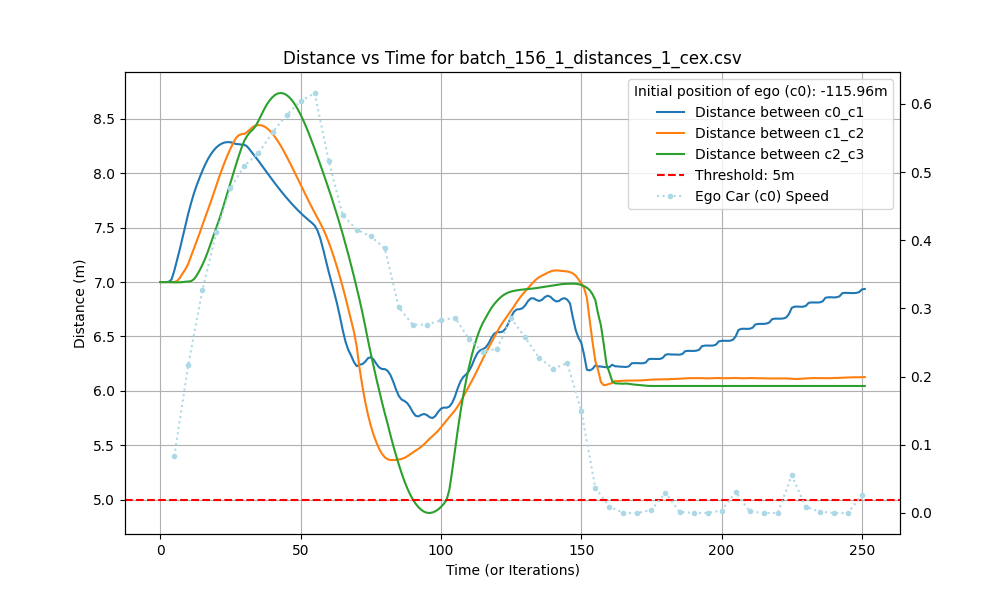 Distance vs Time for batch_156_1_distances_1_cex.csv
Initial position of ego (c0): -115.96m
Distance between c0_c1
Distance between c1_c2
Distance between c2_c3
Threshold: 5m
Ego Car (c0) Speed
Distance (m)
8.5
8.0
7.5
7.0
6.5
6.0
5.5
5.0
0.6
0.5
0.4
0.3
0.2
0.1
0.0
0 50 100 150 200 250
Time (or Iterations)